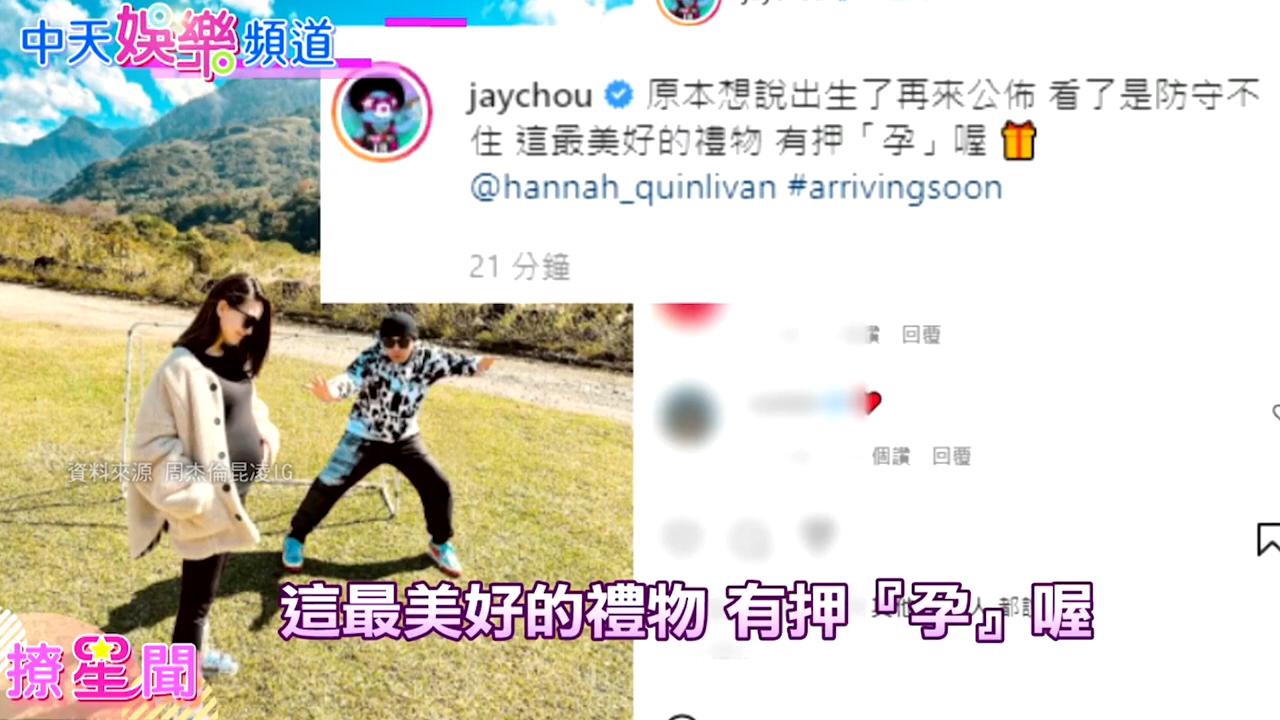 中天娛樂頻道
jaychou 原本想說出生了再來公佈 看了是防守不
住 這最美好的禮物 有押「孕」喔
@hannah_quinlivan #arrivingsoon
21 分鐘
回覆
個讚 回覆
資料來源 周杰倫昆凌IG
這最美好的禮物 有押『孕』喔
撩星聞